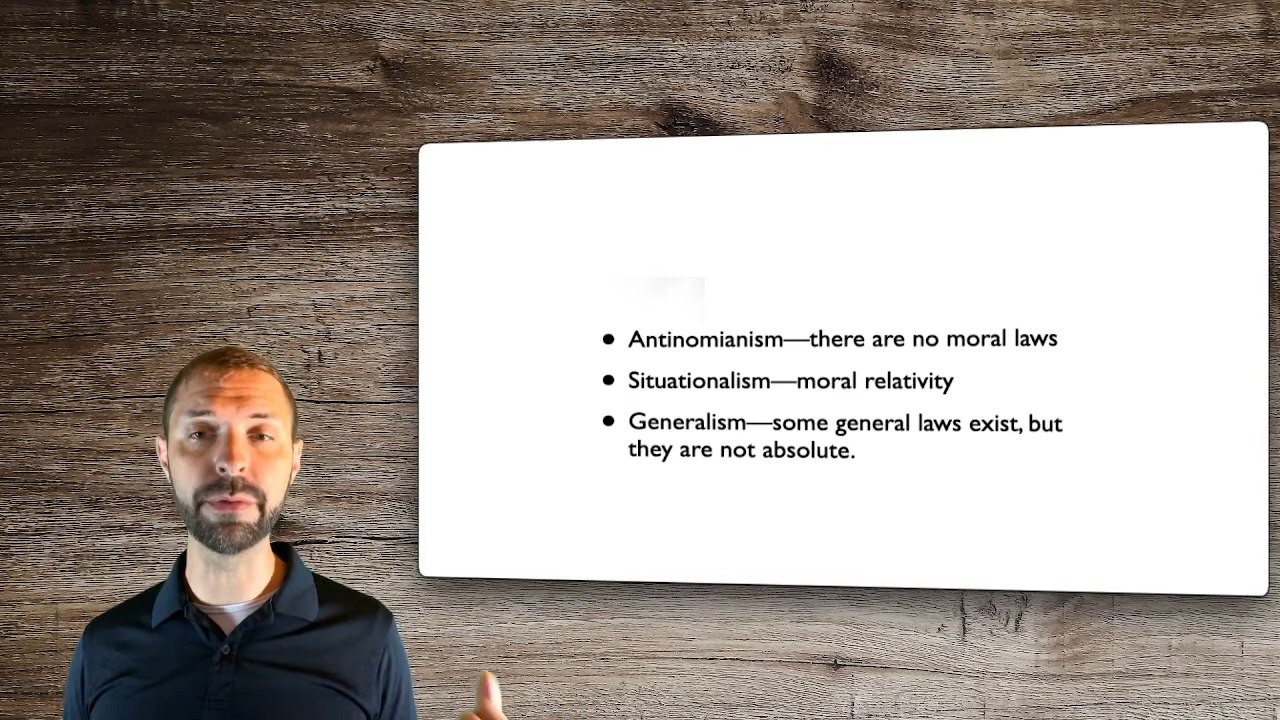 • Antinomianism—there are no moral laws
• Situationalism—moral relativity
• Generalism—some general laws exist, but
they are not absolute.